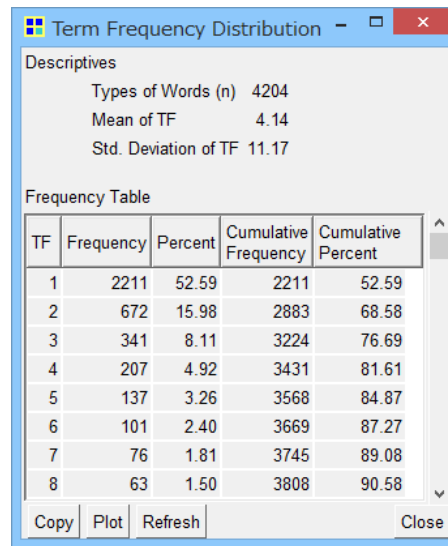 Term Frequency Distribution
Descriptives
Types of Words (n) 4204
Mean of TF 4.14
Std. Deviation of TF 11.17
Frequency Table
TF Frequency Percent Cumulative Frequency Cumulative Percent
1 2211 52.59 2211 52.59
2 672 15.98 2883 68.58
3 341 8.11 3224 76.69
4 207 4.92 3431 81.61
5 137 3.26 3568 84.87
6 101 2.40 3669 87.27
7 76 1.81 3745 89.08
8 63 1.50 3808 90.58
Copy Plot Refresh Close